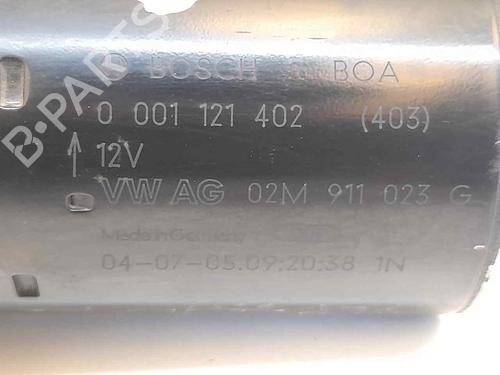 BOSCH BOA
0 001 121 402 (403)
12V
VW AG 02M 911 023 G
Made in Germany
04-07-05.09:20:38 1N